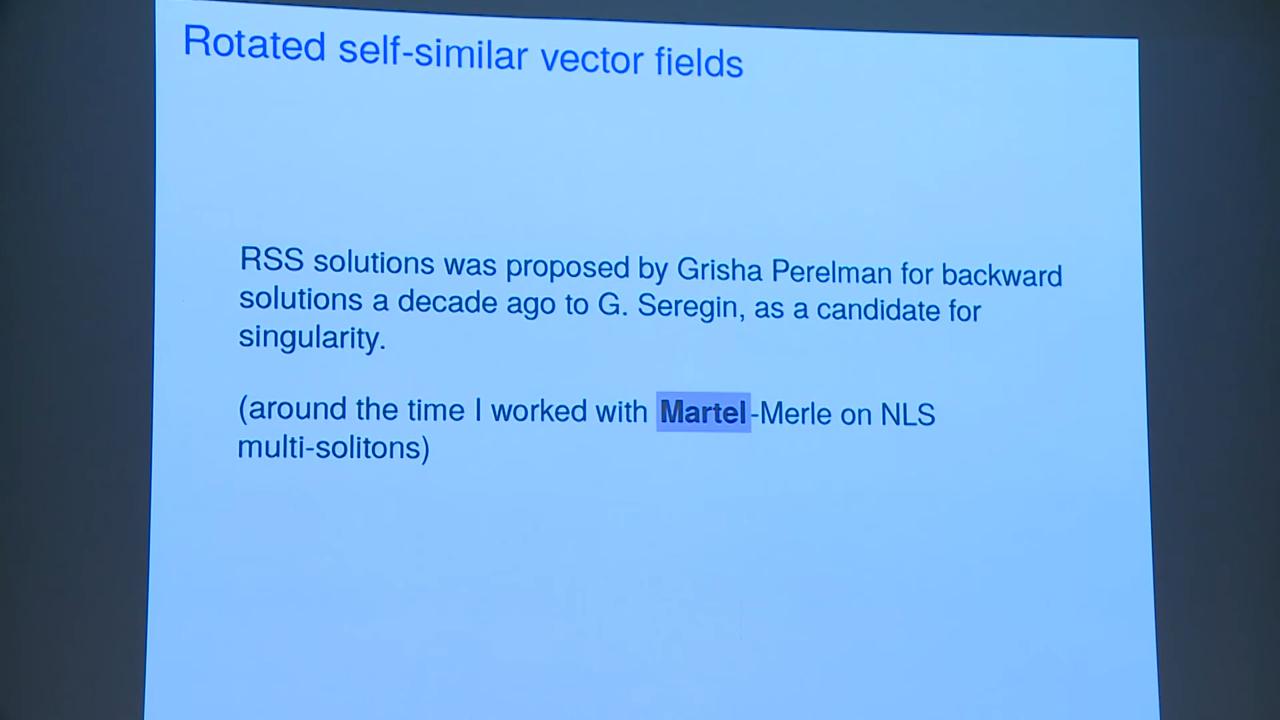 Rotated self-similar vector fields
RSS solutions was proposed by Grisha Perelman for backward
solutions a decade ago to G. Seregin, as a candidate for
singularity.
(around the time I worked with Martel-Merle on NLS
multi-solitons)